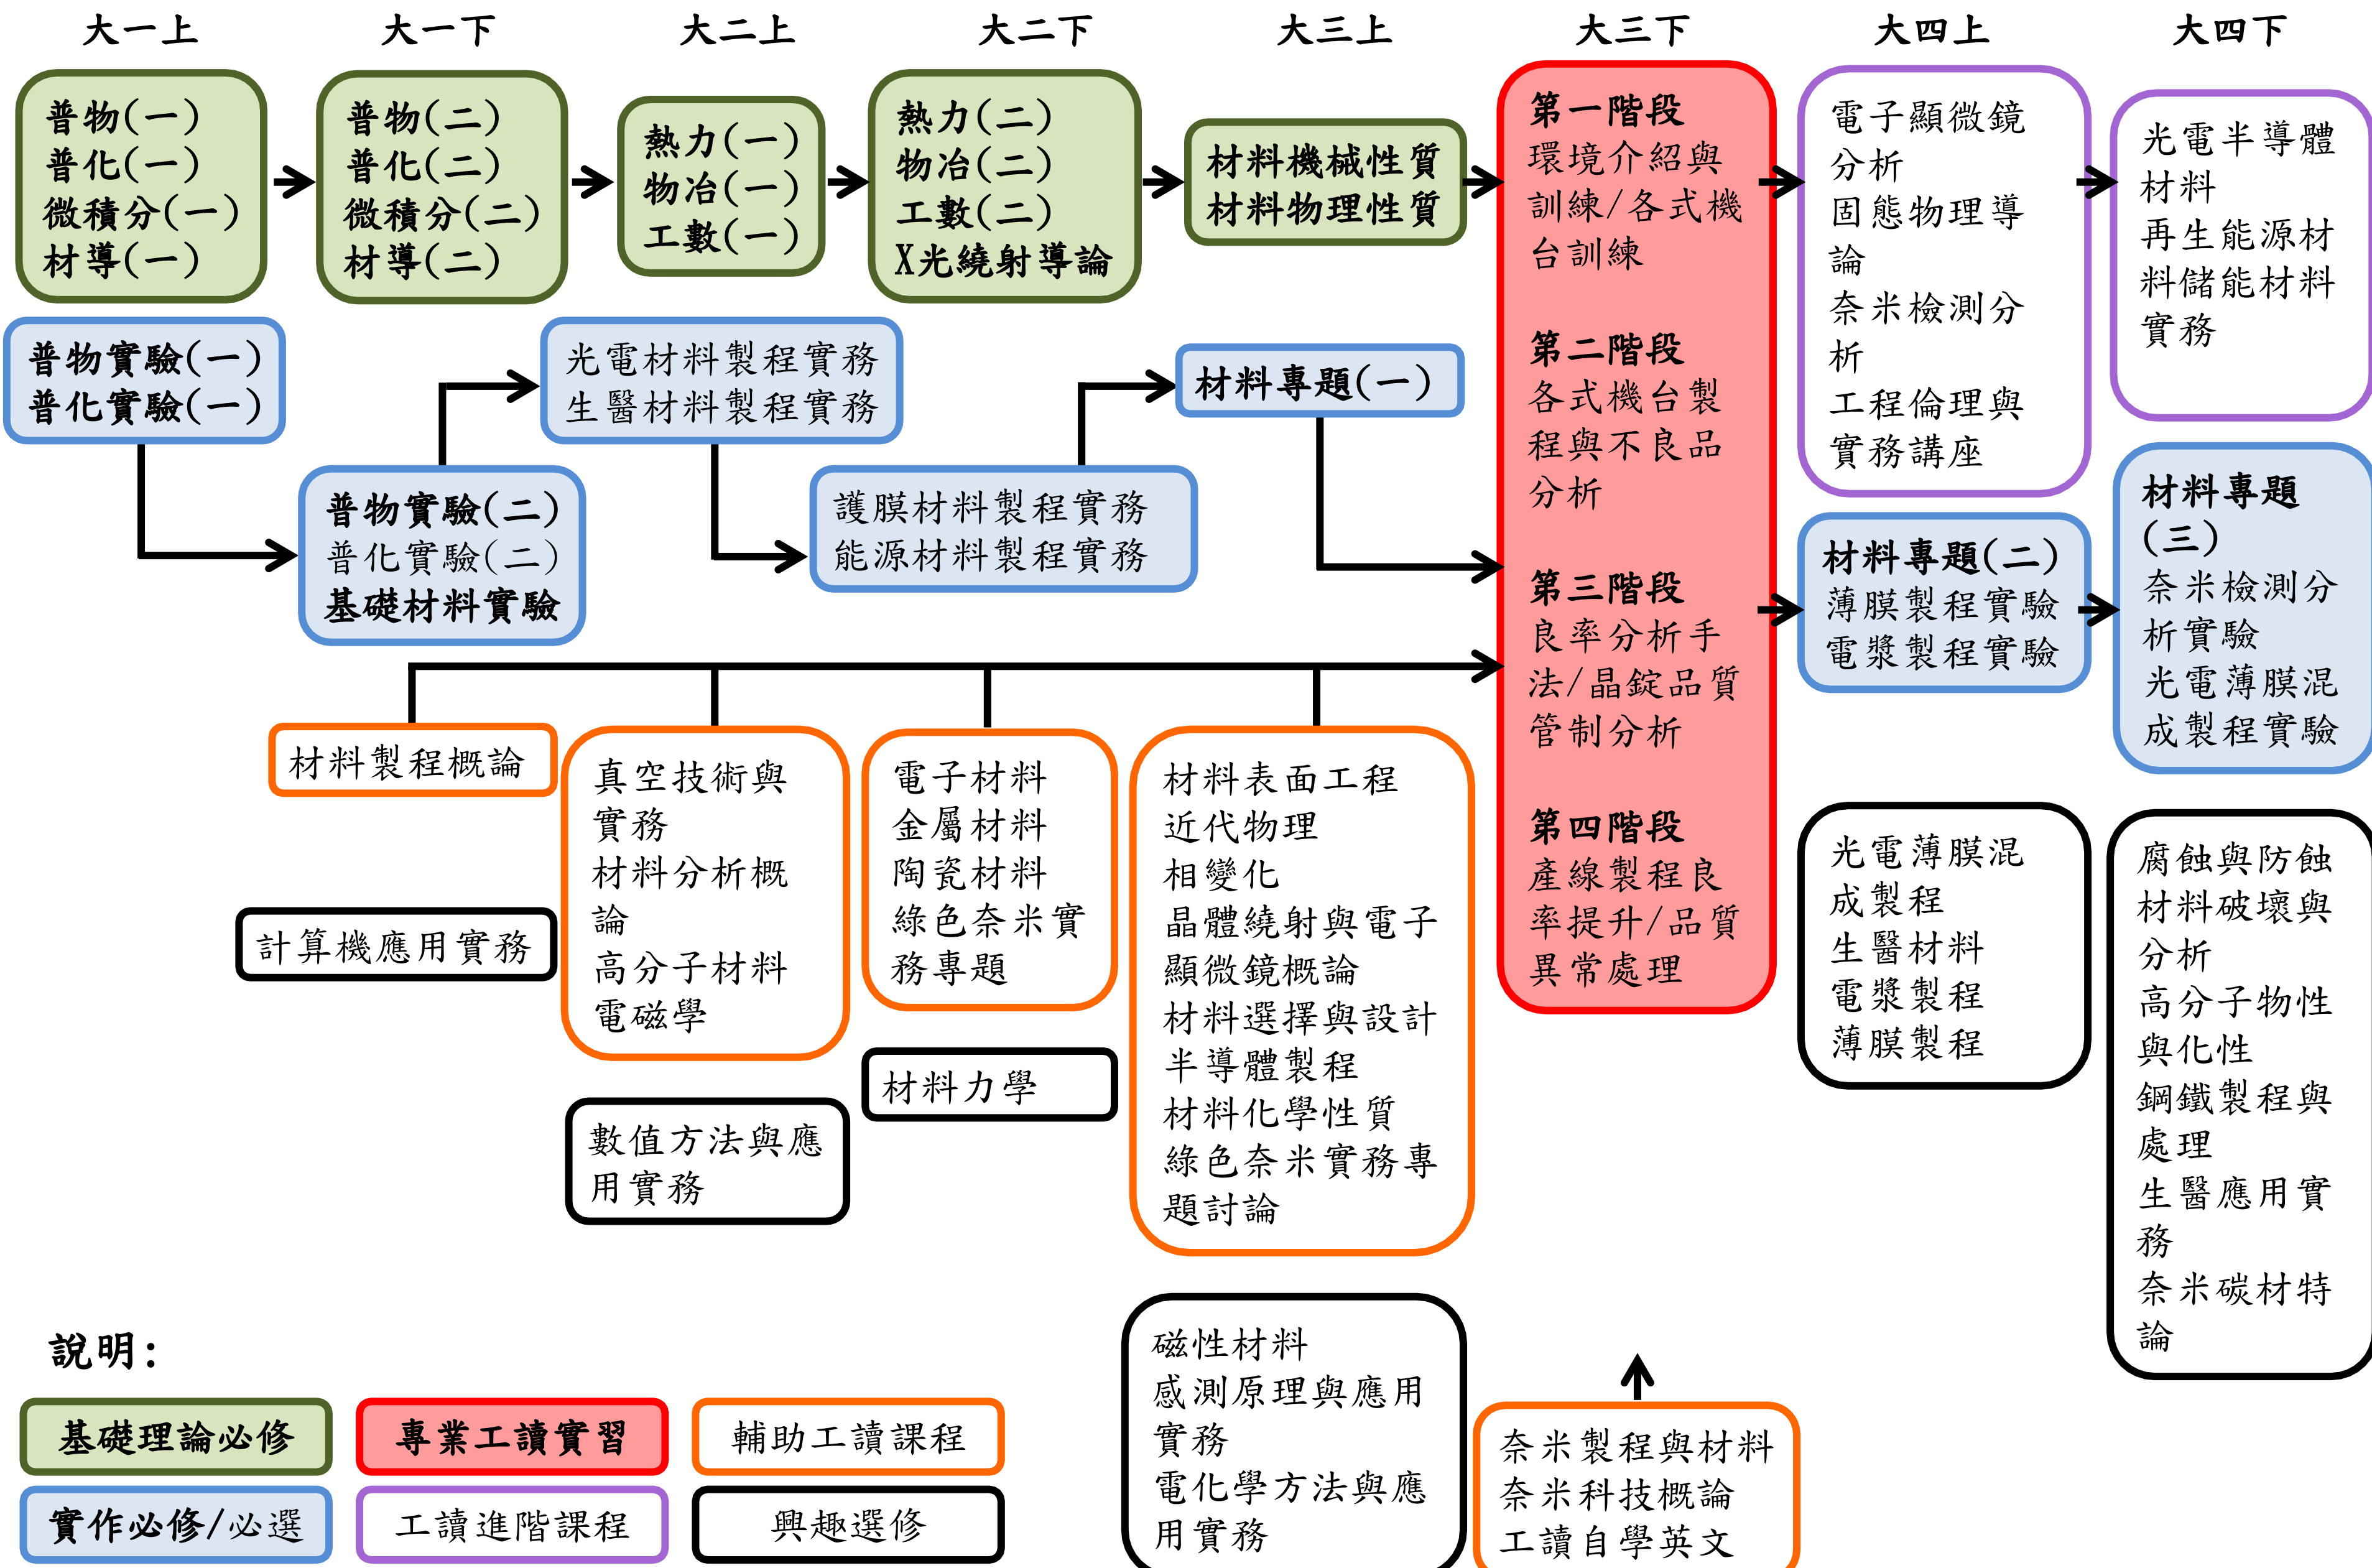 大一上
大一下
大二上
大二下
大三上
大三下
大四上
大四下
普物(一)
普化(一)
微積分(一)
材導(一)
普物(二)
普化(二)
微積分(二)
材導(二)
熱力(一)
物冶(一)
工數(一)
熱力(二)
物冶(二)
工數(二)
X光繞射導論
材料機械性質
材料物理性質
第一階段
環境介紹與
訓練/各式機
台訓練
第二階段
各式機台製
程與不良品
分析
第三階段
良率分析手
法/晶錠品質
管制分析
第四階段
產線製程良
率提升/品質
異常處理
電子顯微鏡
分析
固態物理導
論
奈米檢測分
析
工程倫理與
實務講座
光電半導體
材料
再生能源材
料儲能材料
實務
普物實驗(一)
普化實驗(一)
普物實驗(二)
普化實驗(二)
基礎材料實驗
光電材料製程實務
生醫材料製程實務
護膜材料製程實務
能源材料製程實務
材料專題(一)
材料專題(二)
薄膜製程實驗
電漿製程實驗
材料專題
(三)
奈米檢測分
析實驗
光電薄膜混
成製程實驗
材料製程概論
計算機應用實務
真空技術與
實務
材料分析概
論
高分子材料
電磁學
數值方法與應
用實務
電子材料
金屬材料
陶瓷材料
綠色奈米實
務專題
材料力學
材料表面工程
近代物理
相變化
晶體繞射與電子
顯微鏡概論
材料選擇與設計
半導體製程
材料化學性質
綠色奈米實務專
題討論
磁性材料
感測原理與應用
實務
電化學方法與應
用實務
奈米製程與材料
奈米科技概論
工讀自學英文
光電薄膜混
成製程
生醫材料
電漿製程
薄膜製程
腐蝕與防蝕
材料破壞與
分析
高分子物性
與化性
鋼鐵製程與
處理
生醫應用實
務
奈米碳材特
論
說明:
基礎理論必修
專業工讀實習
輔助工讀課程
實作必修/必選
工讀進階課程
興趣選修